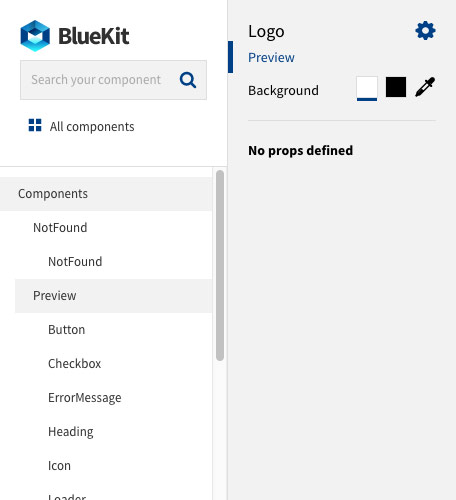 BlueKit
Search your component
All components
Components
NotFound
NotFound
Preview
Button
Checkbox
ErrorMessage
Heading
Icon
Loader
Logo
Preview
Background
No props defined